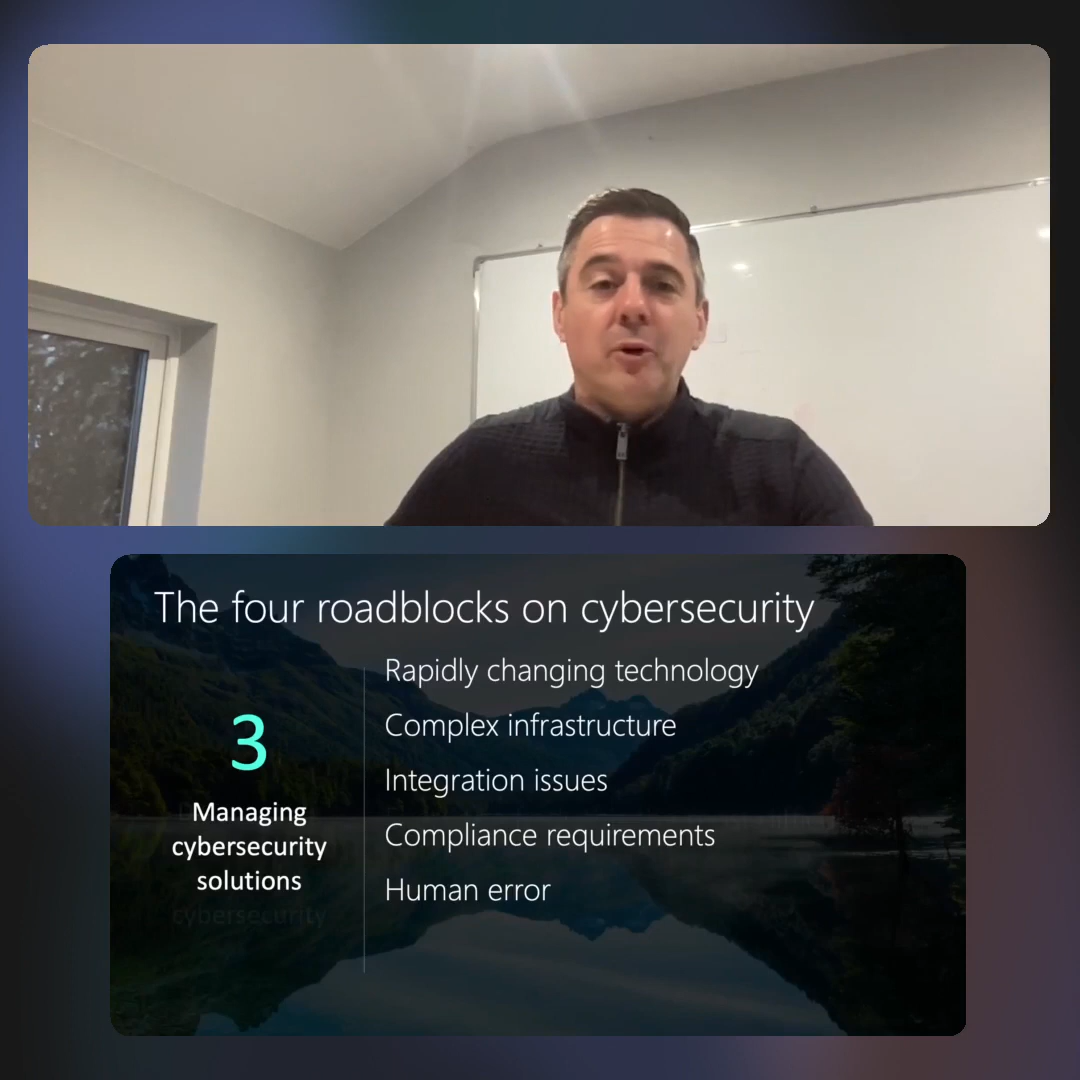 The four roadblocks on cybersecurity
3
Managing
cybersecurity
solutions
cybersecurity
Rapidly changing technology
Complex infrastructure
Integration issues
Compliance requirements
Human error